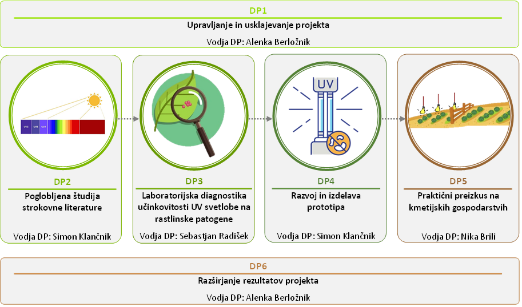 DP1
Upravljanje in usklajevanje projekta
Vodja DP: Alenka Berložnik
UV
DP2
Poglobljena študija
strokovne literature
Vodja DP: Simon Klančnik
DP3
Laboratorijska diagnostika
učinkovitosti UV svetlobe na
rastlinske patogene
Vodja DP: Sebastjan Radišek
DP4
Razvoj in izdelava
prototipa
Vodja DP: Simon Klančnik
DP5
Praktični preizkus na
kmetijskih gospodarstvih
Vodja DP: Nika Brili
DP6
Razširjanje rezultatov projekta
Vodja DP: Alenka Berložnik